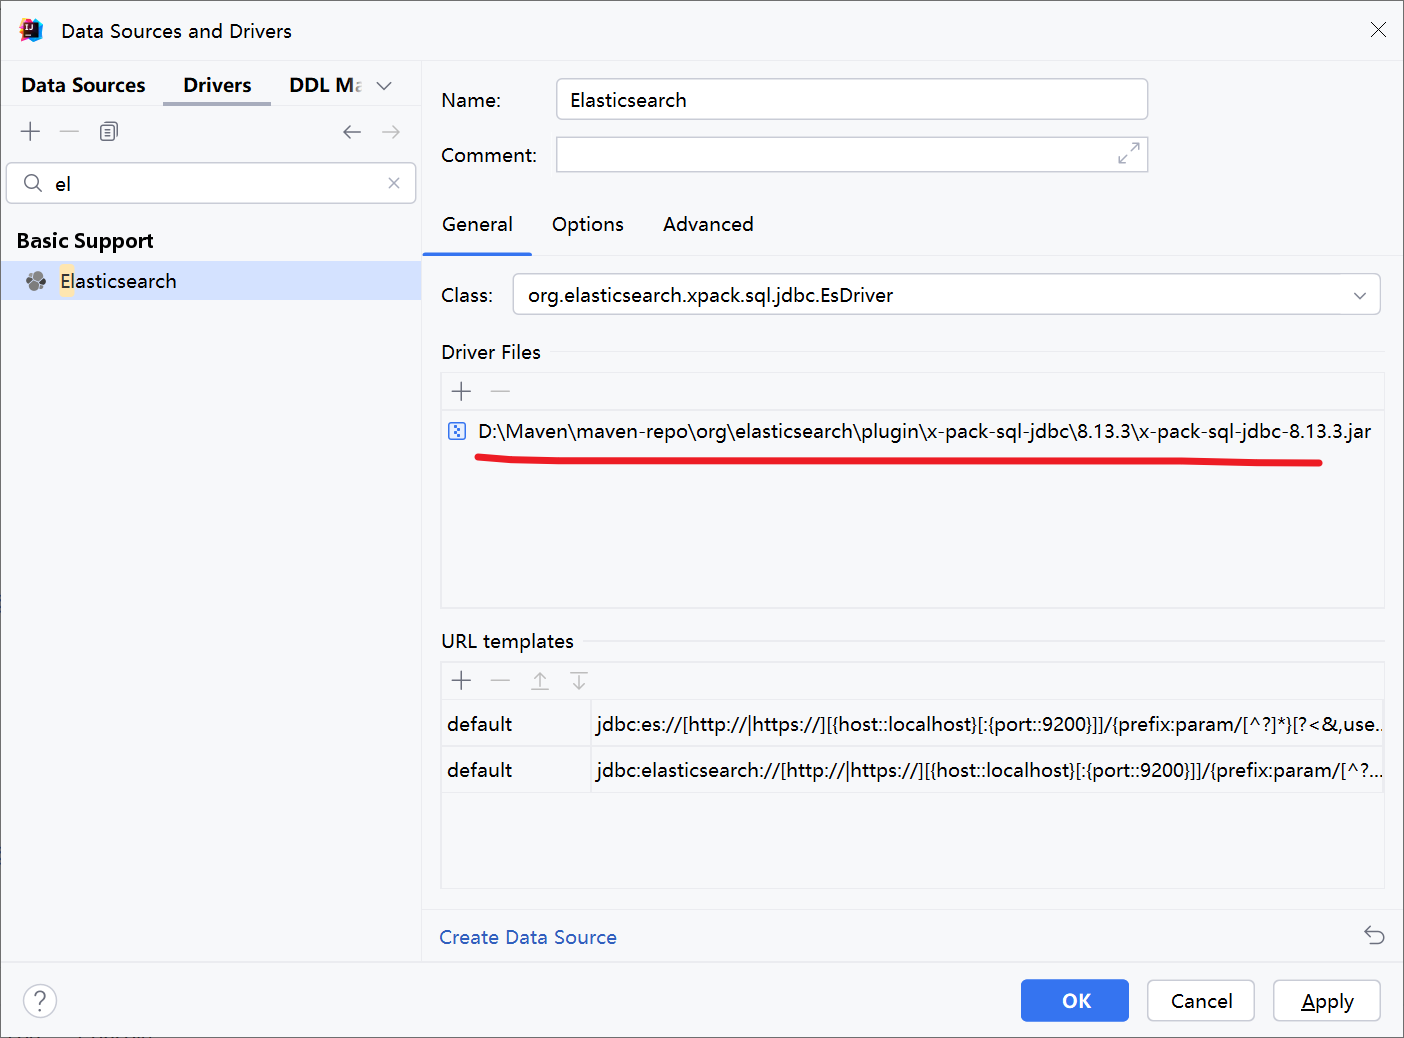 Data Sources and Drivers
Data Sources Drivers DDL Ma
el
Basic Support
Elasticsearch
Name: Elasticsearch
Comment:
General Options Advanced
Class: org.elasticsearch.xpack.sql.jdbc.EsDriver
Driver Files
D:\Maven\maven-repo\org\elasticsearch\plugin\x-pack-sql-jdbc\8.13.3\x-pack-sql-jdbc-8.13.3.jar
URL templates
default jdbc:es://[http://|https://][{host::localhost}[:{port::9200}]]/{prefix:param/[^?]*}[?<&,use...
default jdbc:elasticsearch://[http://|https://][{host::localhost}[:{port::9200}]]/{prefix:param/[^?...
Create Data Source
?
OK Cancel Apply